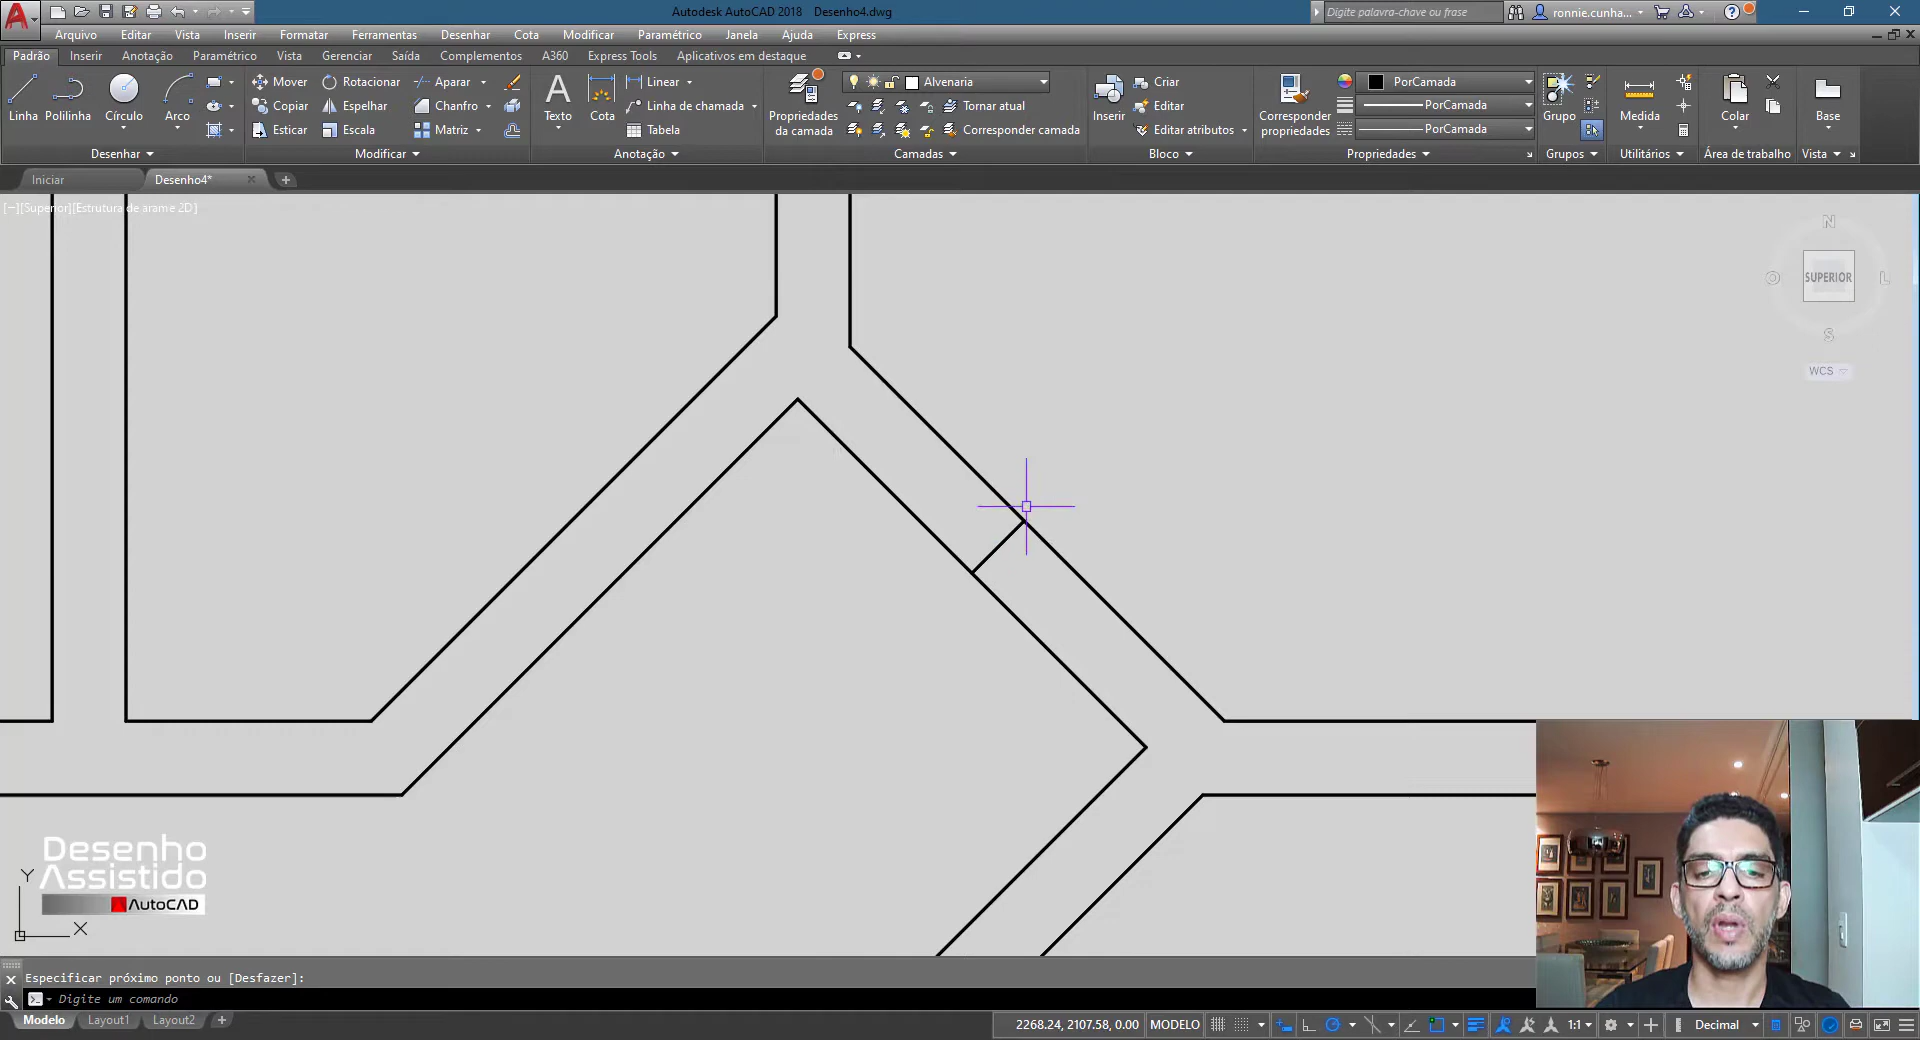 Autodesk AutoCAD 2018 Desenho4.dwg
Digite palavra-chave ou frase
ronnie.cunha...
Arquivo Editar Vista Inserir Formatar Ferramentas Desenhar Cota Modificar Paramétrico Janela Ajuda Express
Padrão Inserir Anotação Paramétrico Vista Gerenciar Saída Complementos A360 Express Tools Aplicativos em destaque
Linha Polilinha Círculo Arco
Desenhar
Mover Rotacionar Aparar
Copiar Espelhar Chanfro
Esticar Escala Matriz
Modificar
Texto Cota
Linear
Linha de chamada
Tabela
Anotação
Propriedades da camada
Alvenaria
Tornar atual
Corresponder camada
Camadas
Inserir
Criar
Editar
Editar atributos
Bloco
Corresponder propriedades
PorCamada
PorCamada
PorCamada
Propriedades
Grupo
Grupos
Medida
Utilitários
Colar
Área de trabalho
Base
Vista
Iniciar Desenho4*
[−][Superior][Estrutura de arame 2D]
N
O SUPERIOR L
S
WCS
Desenho
Assistido
AutoCAD
Y
X
Especificar próximo ponto ou [Desfazer]:
Digite um comando
Modelo Layout1 Layout2
2268.24, 2107.58, 0.00 MODELO 1:1 Decimal